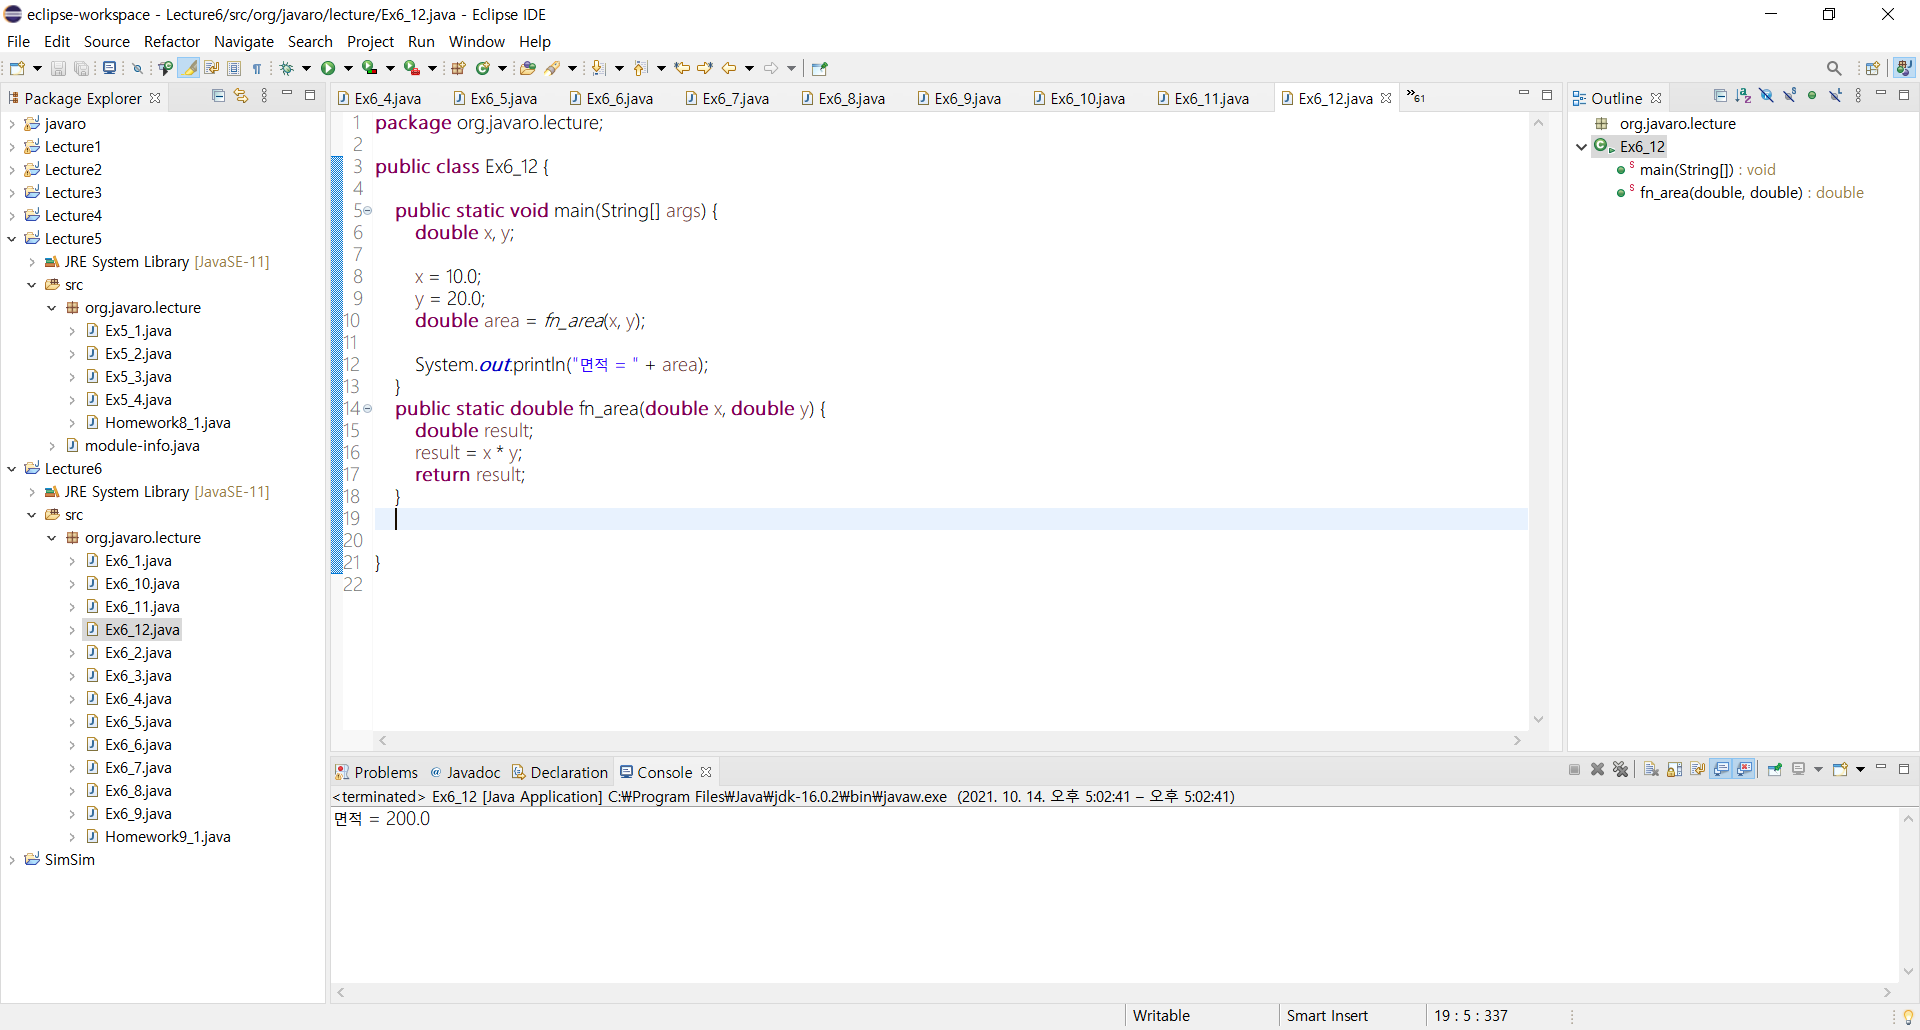 eclipse-workspace - Lecture6/src/org/javaro/lecture/Ex6_12.java - Eclipse IDE
File Edit Source Refactor Navigate Search Project Run Window Help
Package Explorer
javaro
Lecture1
Lecture2
Lecture3
Lecture4
Lecture5
JRE System Library [JavaSE-11]
src
org.javaro.lecture
Ex5_1.java
Ex5_2.java
Ex5_3.java
Ex5_4.java
Homework8_1.java
module-info.java
Lecture6
JRE System Library [JavaSE-11]
src
org.javaro.lecture
Ex6_1.java
Ex6_10.java
Ex6_11.java
Ex6_12.java
Ex6_2.java
Ex6_3.java
Ex6_4.java
Ex6_5.java
Ex6_6.java
Ex6_7.java
Ex6_8.java
Ex6_9.java
Homework9_1.java
SimSim
Ex6_4.java Ex6_5.java Ex6_6.java Ex6_7.java Ex6_8.java Ex6_9.java Ex6_10.java Ex6_11.java Ex6_12.java »61
1 package org.javaro.lecture;
2
3 public class Ex6_12 {
4
5 public static void main(String[] args) {
6 double x, y;
7
8 x = 10.0;
9 y = 20.0;
10 double area = fn_area(x, y);
11
12 System.out.println("면적 = " + area);
13 }
14 public static double fn_area(double x, double y) {
15 double result;
16 result = x * y;
17 return result;
18 }
19
20
21 }
22
Outline
org.javaro.lecture
Ex6_12
main(String[]) : void
fn_area(double, double) : double
Problems @ Javadoc Declaration Console
<terminated> Ex6_12 [Java Application] C:₩Program Files₩Java₩jdk-16.0.2₩bin₩javaw.exe (2021. 10. 14. 오후 5:02:41 – 오후 5:02:41)
면적 = 200.0
Writable Smart Insert 19 : 5 : 337